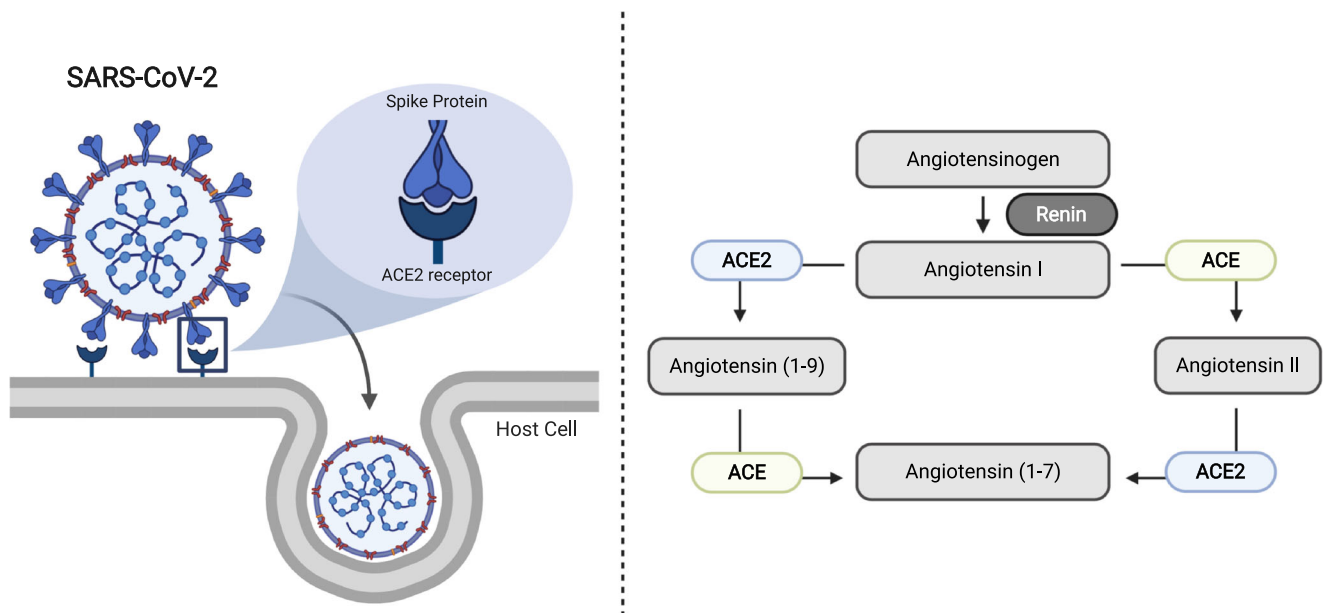 SARS-CoV-2
Spike Protein
ACE2 receptor
Host Cell
Angiotensinogen
Renin
ACE2
Angiotensin I
ACE
Angiotensin (1-9)
Angiotensin II
ACE
Angiotensin (1-7)
ACE2